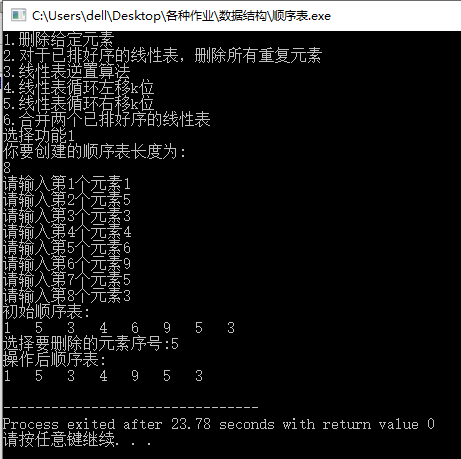 C:\Users\dell\Desktop\各种作业\数据结构\顺序表.exe
1.删除给定元素
2.对于已排好序的线性表，删除所有重复元素
3.线性表逆置算法
4.线性表循环左移k位
5.线性表循环右移k位
6.合并两个已排好序的线性表
选择功能1
你要创建的顺序表长度为:
8
请输入第1个元素1
请输入第2个元素5
请输入第3个元素3
请输入第4个元素4
请输入第5个元素6
请输入第6个元素9
请输入第7个元素5
请输入第8个元素3
初始顺序表:
1 5 3 4 6 9 5 3
选择要删除的元素序号:5
操作后顺序表:
1 5 3 4 9 5 3
--------------------------------
Process exited after 23.78 seconds with return value 0
请按任意键继续. . .